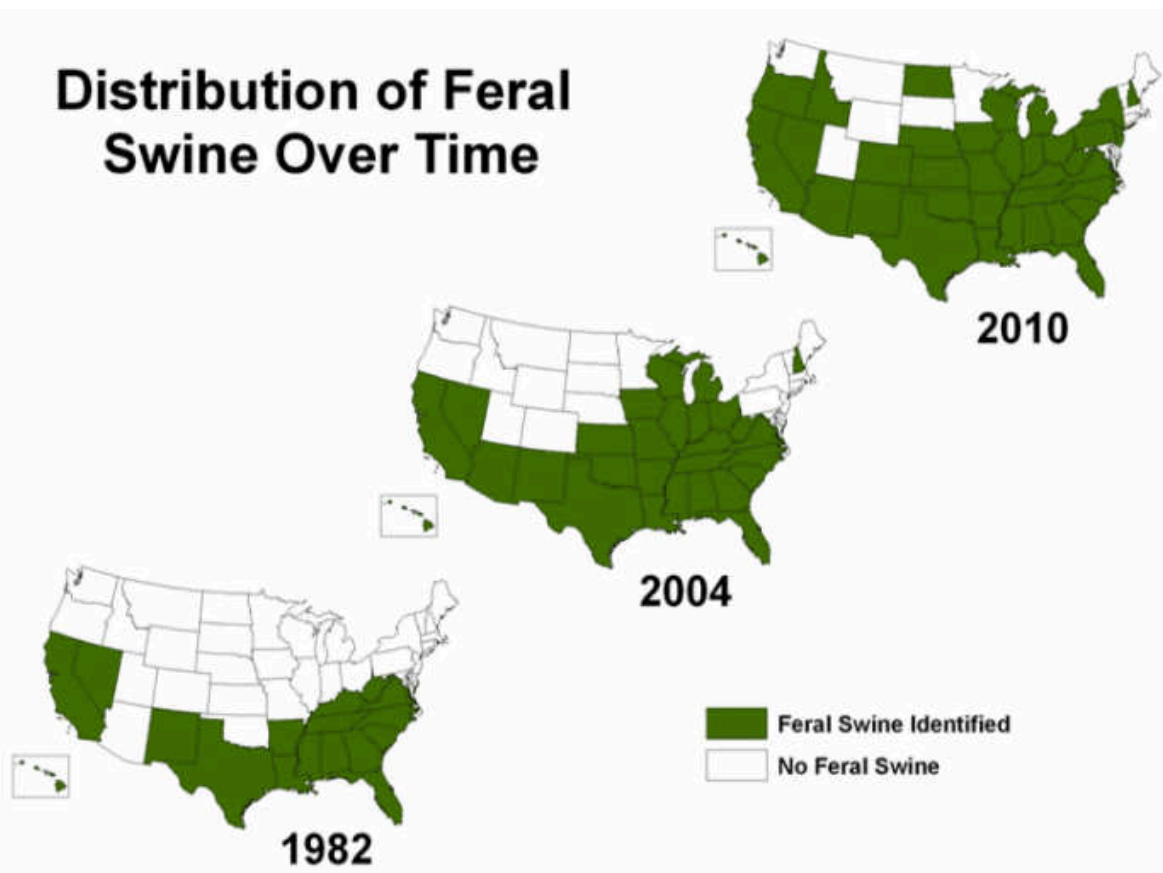 Distribution of Feral
Swine Over Time
2010
2004
1982
Feral Swine Identified
No Feral Swine